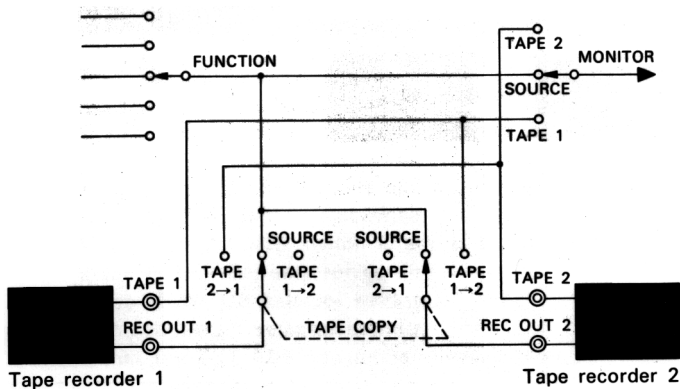 TAPE 2
FUNCTION
MONITOR
SOURCE
TAPE 1
SOURCE
SOURCE
TAPE 1
TAPE 2→1
TAPE 1→2
TAPE 2→1
TAPE 1→2
TAPE 2
REC OUT 1
TAPE COPY
REC OUT 2
Tape recorder 1
Tape recorder 2